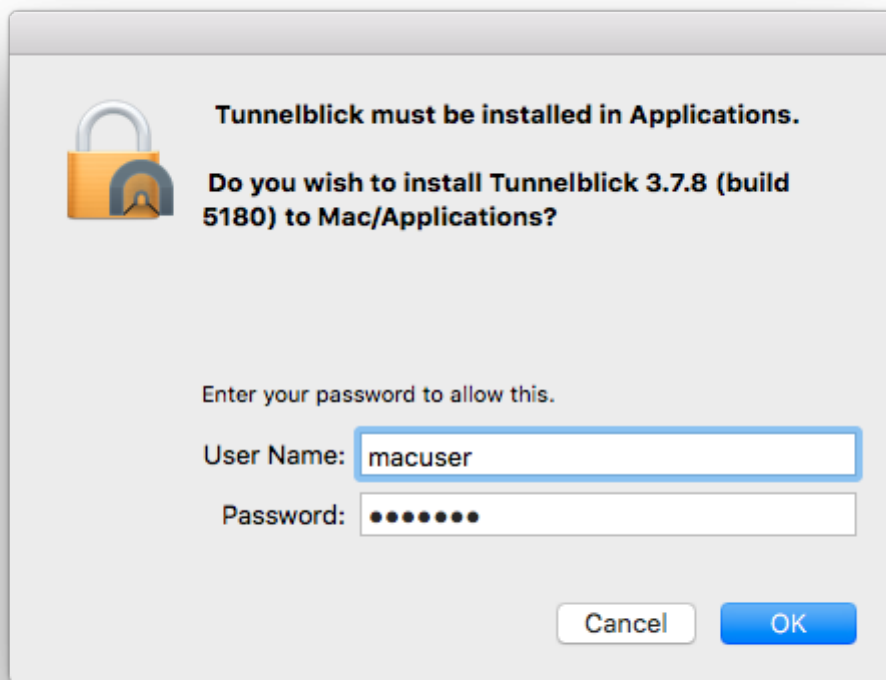 Tunnelblick must be installed in Applications.
Do you wish to install Tunnelblick 3.7.8 (build
5180) to Mac/Applications?
Enter your password to allow this.
User Name: macuser
Password: •••••••
Cancel OK